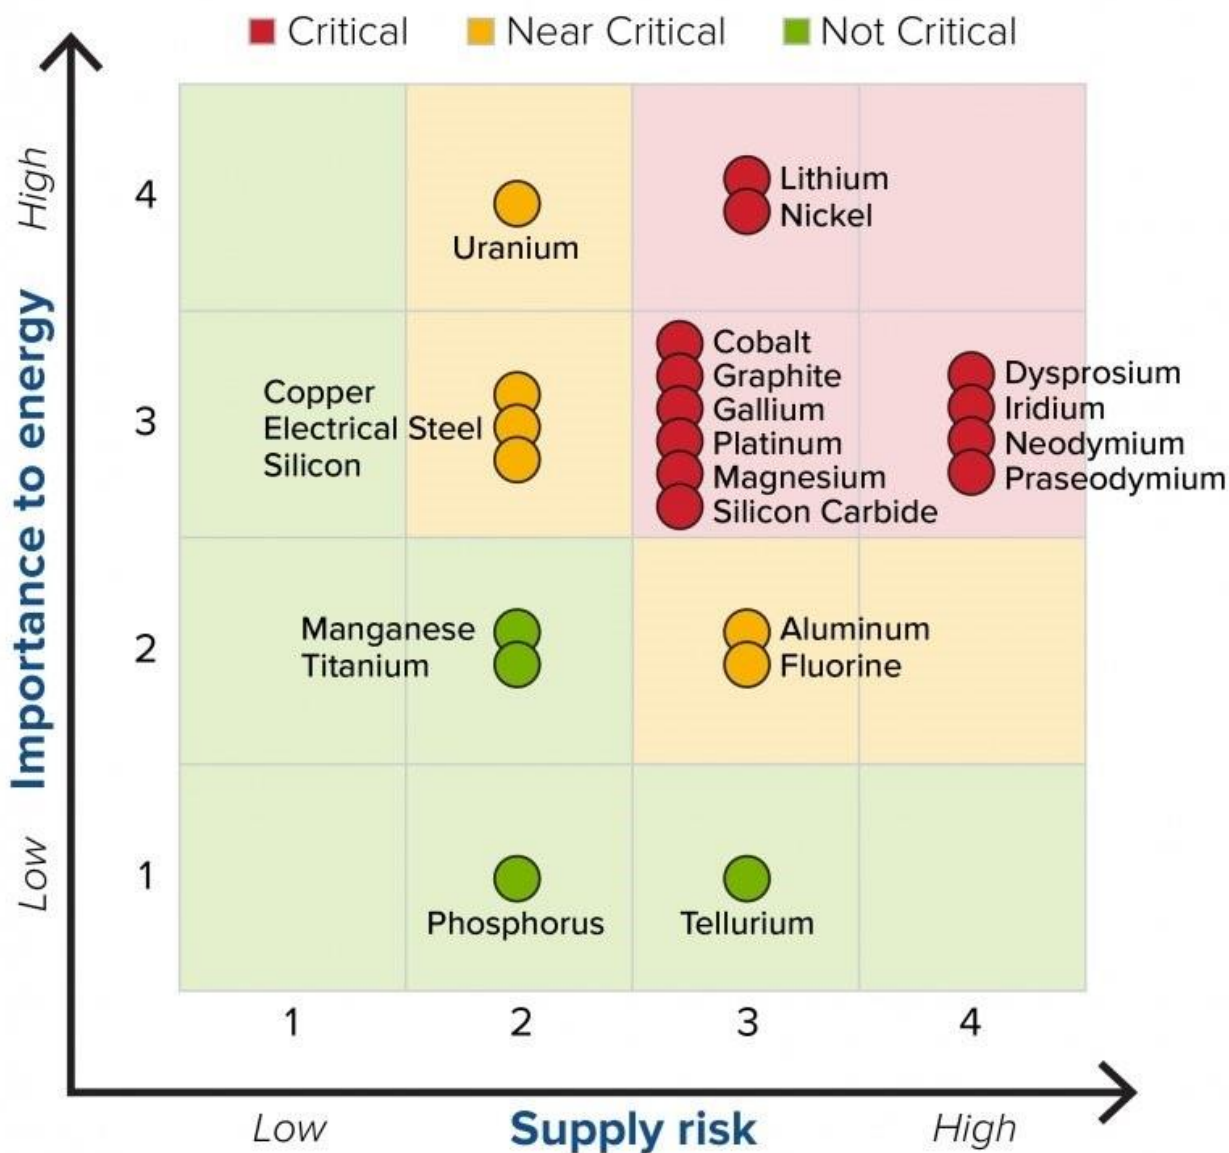 Critical
Near Critical
Not Critical
High
Importance to energy
Low
4
Uranium
Lithium
Nickel
3
Copper
Electrical Steel
Silicon
Cobalt
Graphite
Gallium
Platinum
Magnesium
Silicon Carbide
Dysprosium
Iridium
Neodymium
Praseodymium
2
Manganese
Titanium
Aluminum
Fluorine
1
Phosphorus
Tellurium
1
2
3
4
Low
Supply risk
High